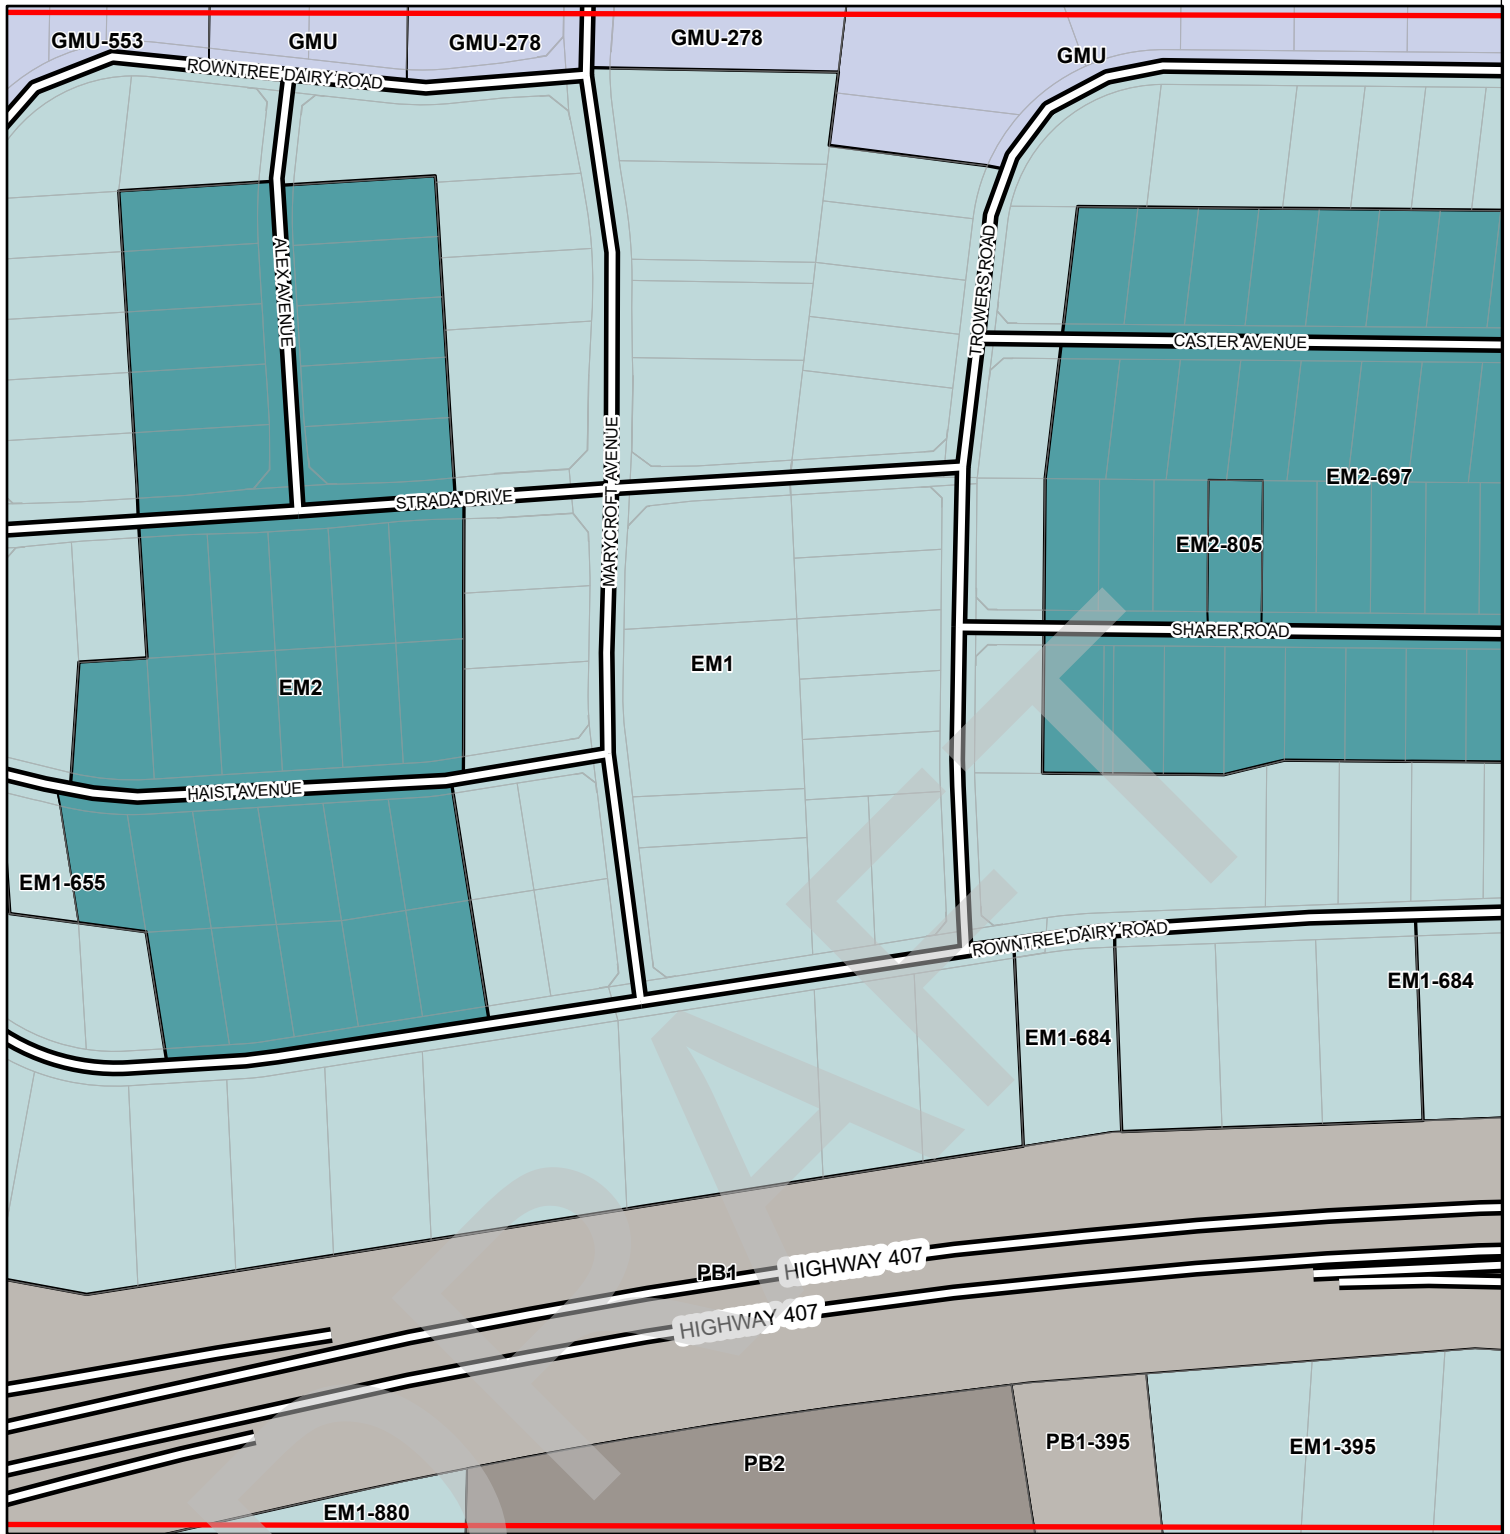 GMU-553
GMU
GMU-278
GMU-278
GMU
ROWNTREE DAIRY ROAD
ALEX AVENUE
TROWERS ROAD
CASTER AVENUE
MARYCROFT AVENUE
STRADA DRIVE
EM2-697
EM2-805
SHARER ROAD
EM1
EM2
HAIST AVENUE
EM1-655
ROWNTREE DAIRY ROAD
EM1-684
EM1-684
PB1
HIGHWAY 407
HIGHWAY 407
PB1-395
EM1-395
PB2
EM1-880
DRAFT